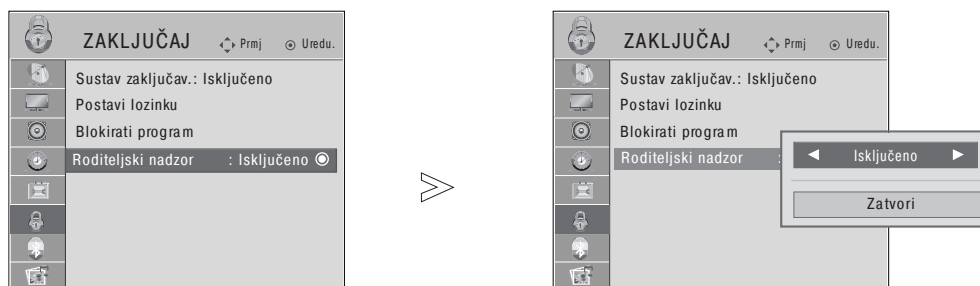 ZAKLJUČAJ Prmj Uredu.
Sustav zaključav.: Isključeno
Postavi lozinku
Blokirati program
Roditeljski nadzor : Isključeno
ZAKLJUČAJ Prmj Uredu.
Sustav zaključav.: Isključeno
Postavi lozinku
Blokirati program
Roditeljski nadzor :
Isključeno
Zatvori